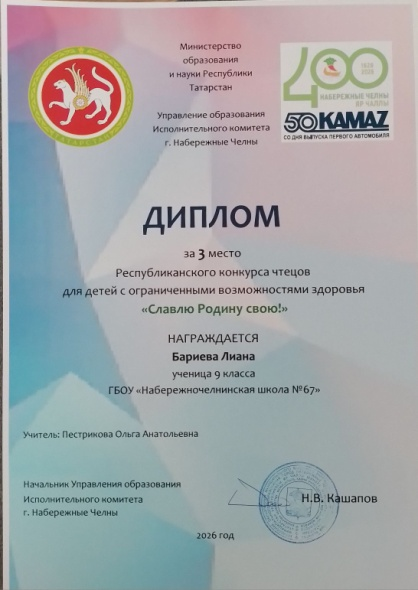 Министерство
образования
и науки Республики
Татарстан
Управление образования
Исполнительного комитета
г. Набережные Челны
ТАТАРСТАН
400
1626
2026
НАБЕРЕЖНЫЕ ЧЕЛНЫ
ЯР ЧАЛЛЫ
50 KAMAZ
СО ДНЯ ВЫПУСКА ПЕРВОГО АВТОМОБИЛЯ
ДИПЛОМ
за 3 место
Республиканского конкурса чтецов
для детей с ограниченными возможностями здоровья
«Славлю Родину свою!»
НАГРАЖДАЕТСЯ
Бариева Лиана
ученица 9 класса
ГБОУ «Набережночелнинская школа №67»
Учитель: Пестрикова Ольга Анатольевна
Начальник Управления образования
Исполнительного комитета
г. Набережные Челны
Н.В. Кашапов
2026 год